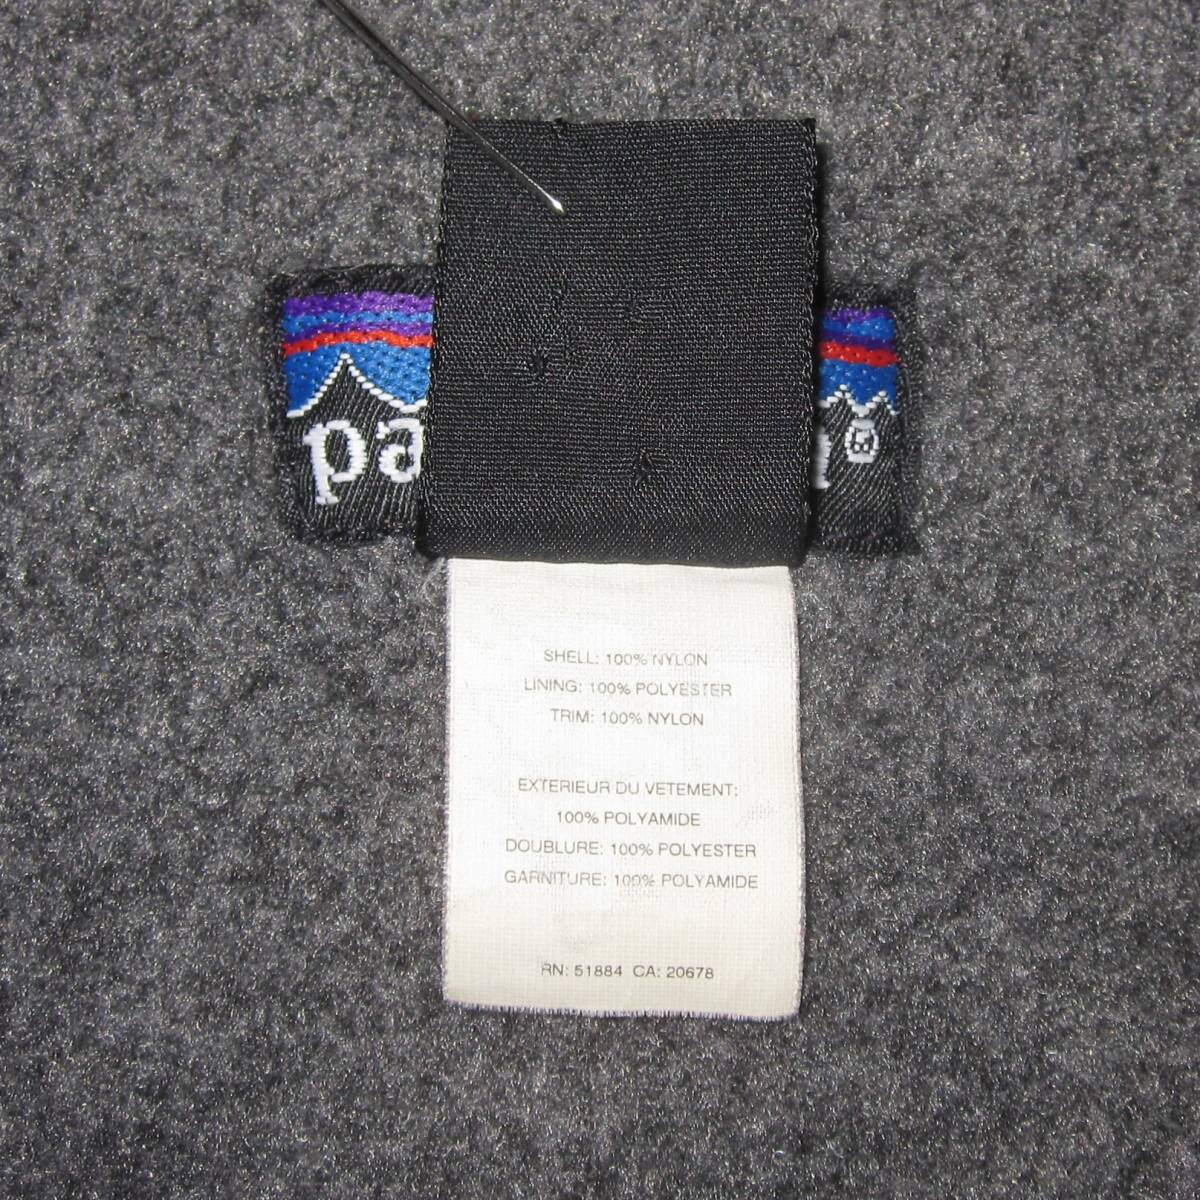 pa
SHELL: 100% NYLON
LINING: 100% POLYESTER
TRIM: 100% NYLON
EXTERIEUR DU VETEMENT:
100% POLYAMIDE
DOUBLURE: 100% POLYESTER
GARNITURE: 100% POLYAMIDE
RN: 51884 CA: 20678